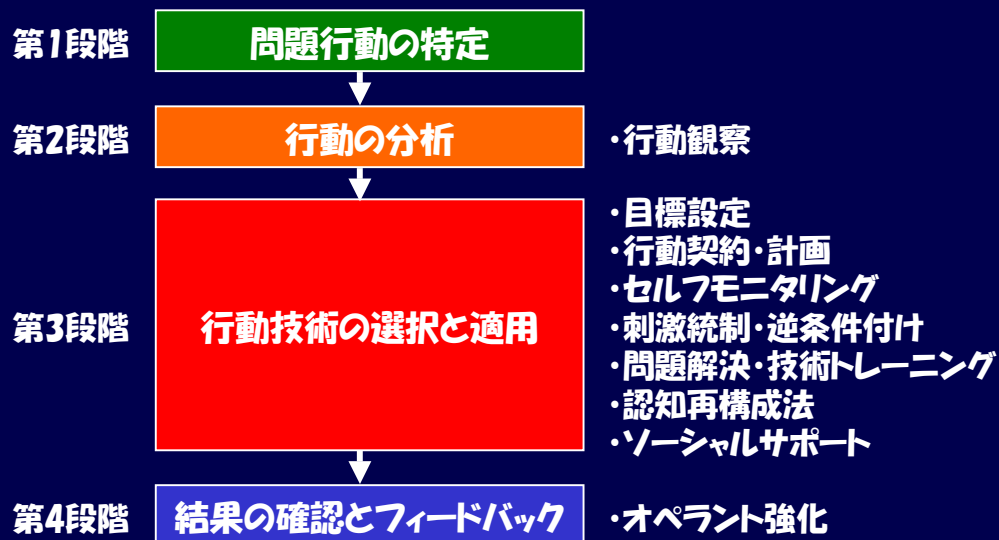 第1段階 問題行動の特定
第2段階 行動の分析 ・行動観察
・目標設定
・行動契約・計画
・セルフモニタリング
第3段階 行動技術の選択と適用 ・刺激統制・逆条件付け
・問題解決・技術トレーニング
・認知再構成法
・ソーシャルサポート
第4段階 結果の確認とフィードバック ・オペラント強化